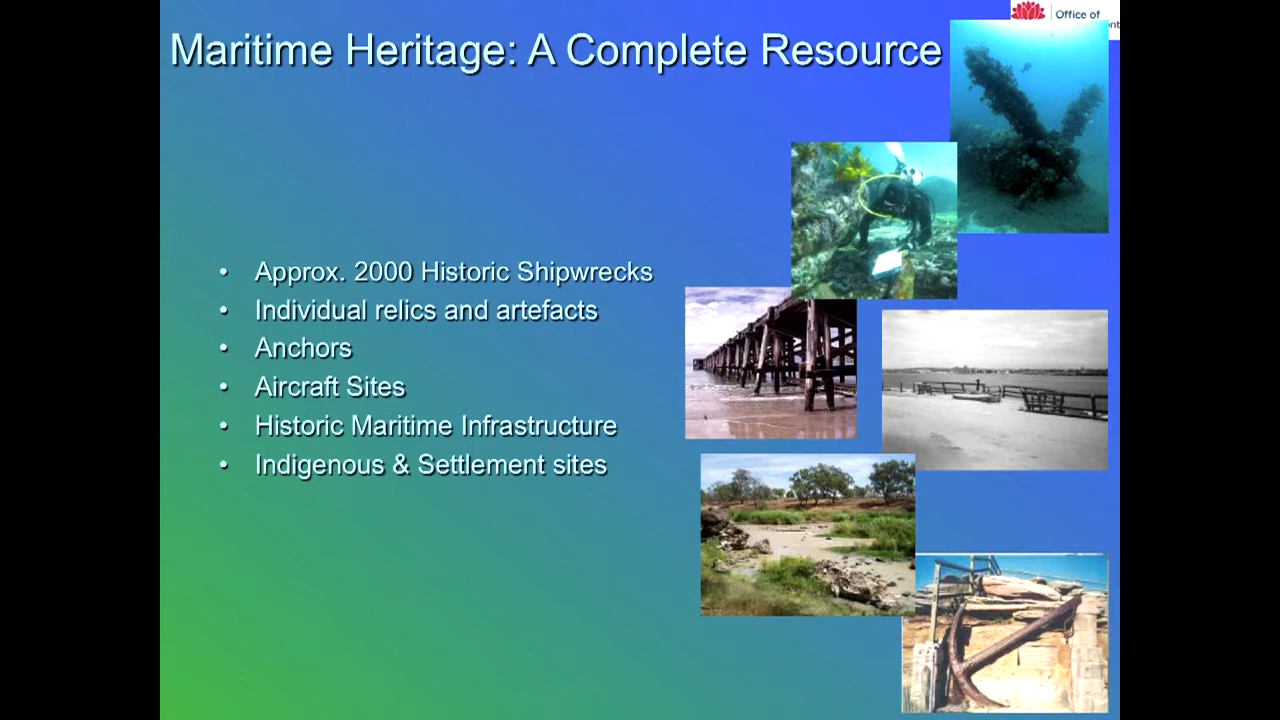 Office of
Maritime Heritage: A Complete Resource
• Approx. 2000 Historic Shipwrecks
• Individual relics and artefacts
• Anchors
• Aircraft Sites
• Historic Maritime Infrastructure
• Indigenous & Settlement sites